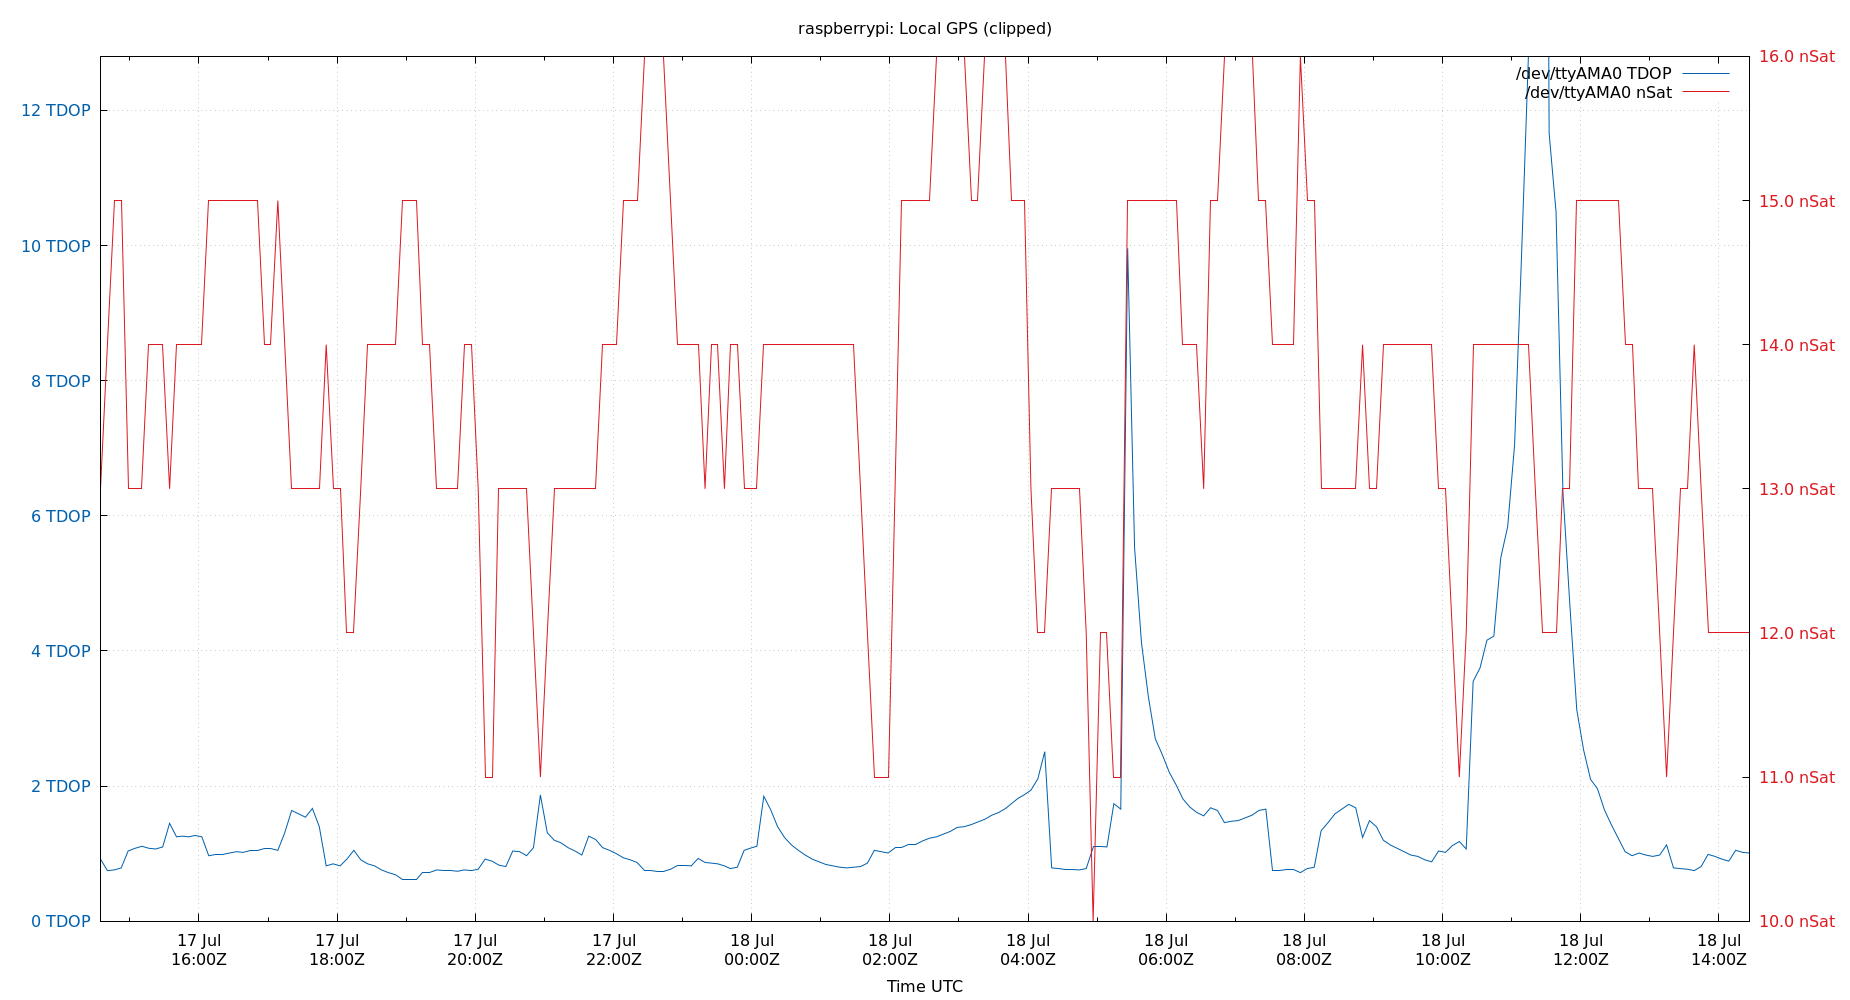 raspberrypi: Local GPS (clipped)
16.0 nSat
/dev/ttyAMA0 TDOP
/dev/ttyAMA0 nSat
12 TDOP
15.0 nSat
10 TDOP
14.0 nSat
8 TDOP
13.0 nSat
6 TDOP
12.0 nSat
4 TDOP
11.0 nSat
2 TDOP
0 TDOP
10.0 nSat
17 Jul 17 Jul 17 Jul 17 Jul 18 Jul 18 Jul 18 Jul 18 Jul 18 Jul 18 Jul 18 Jul 18 Jul
16:00Z 18:00Z 20:00Z 22:00Z 00:00Z 02:00Z 04:00Z 06:00Z 08:00Z 10:00Z 12:00Z 14:00Z
Time UTC